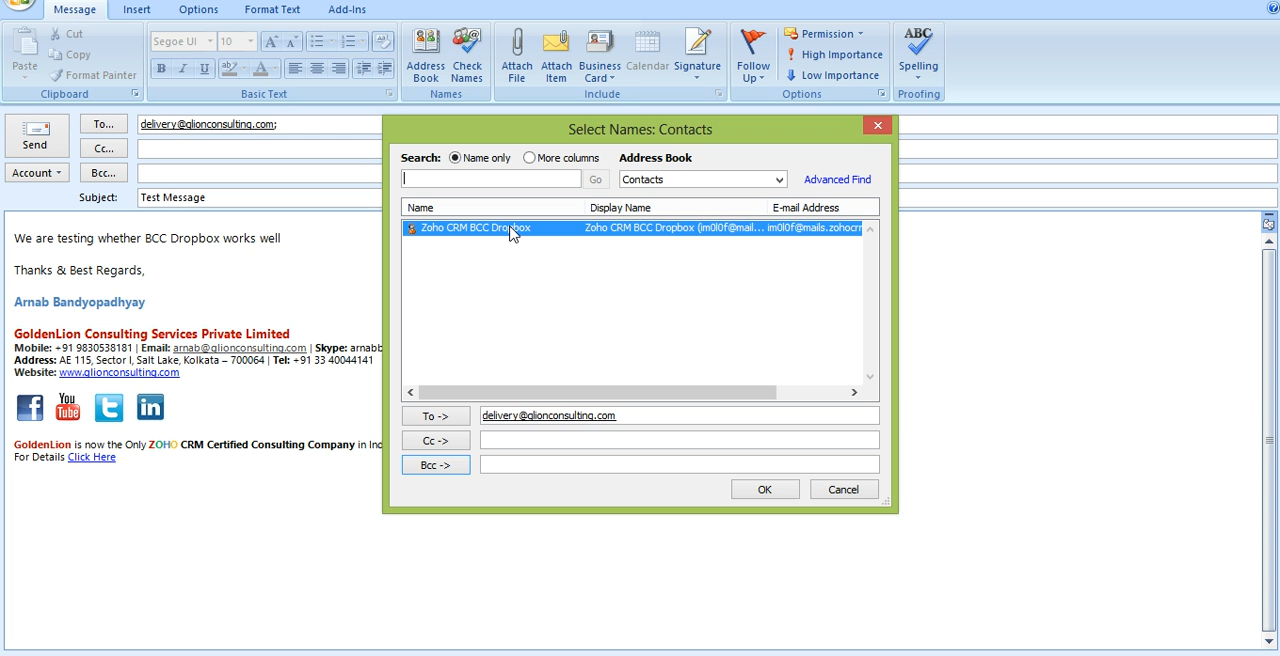 Message Insert Options Format Text Add-Ins
Paste
Cut
Copy
Format Painter
Clipboard
Segoe UI 10
B I U
Basic Text
Address Book
Check Names
Names
Attach File
Attach Item
Business Card
Calendar
Signature
Include
Follow Up
Permission
High Importance
Low Importance
Options
ABC
Spelling
Proofing
Send
Account
To... delivery@glionconsulting.com;
Cc...
Bcc...
Subject: Test Message
We are testing whether BCC Dropbox works well
Thanks & Best Regards,
Arnab Bandyopadhyay
GoldenLion Consulting Services Private Limited
Mobile: +91 9830538181 | Email: arnab@glionconsulting.com | Skype: arnabb
Address: AE 115, Sector I, Salt Lake, Kolkata – 700064 | Tel: +91 33 40044141
Website: www.glionconsulting.com
f You Tube t in
GoldenLion is now the Only ZOHO CRM Certified Consulting Company in Inc
For Details Click Here
Select Names: Contacts
Search: Name only More columns Address Book
Go Contacts Advanced Find
Name Display Name E-mail Address
Zoho CRM BCC Dropbox Zoho CRM BCC Dropbox (im0l0f@mail... im0l0f@mails.zohocrm
To -> delivery@glionconsulting.com
Cc ->
Bcc ->
OK Cancel